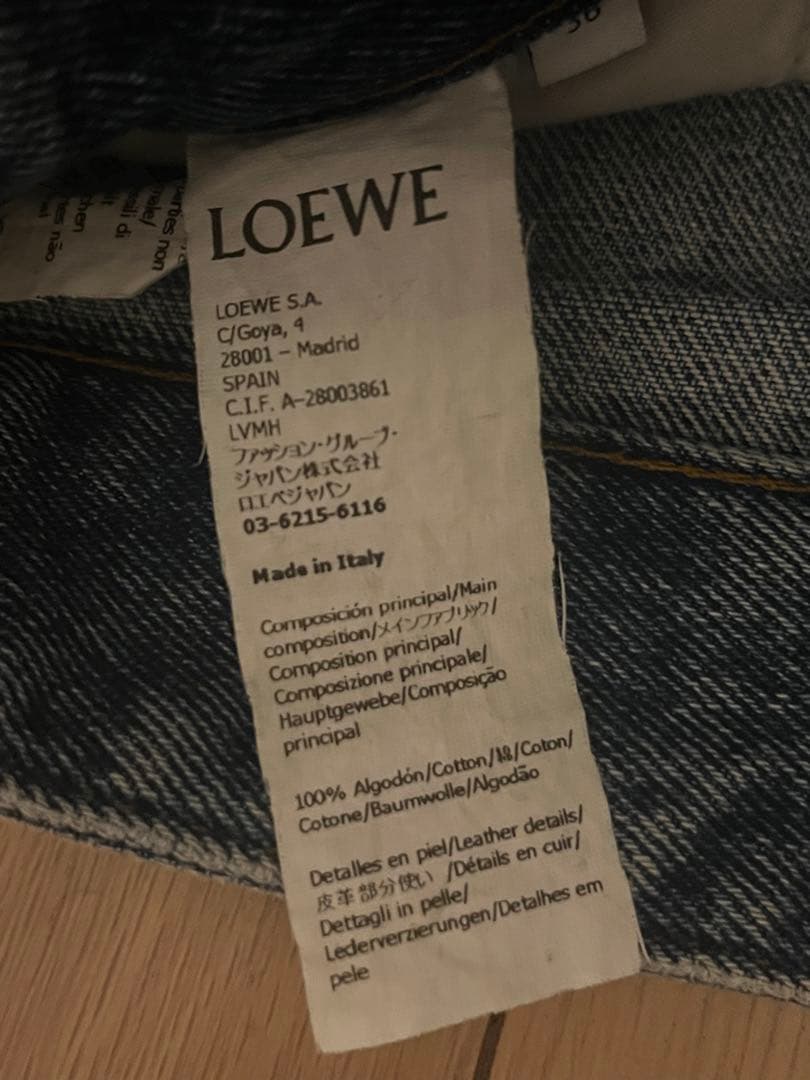 LOEWE
LOEWE S.A.
C/Goya, 4
28001 – Madrid
SPAIN
C.I.F. A-28003861
LVMH
ファッション・グループ・
ジャパン株式会社
ロエベジャパン
03-6215-6116
Made in Italy
Composición principal/Main
composition/メインファブリック/
Composition principal/
Composizione principale/
Hauptgewebe/Composição
principal
100% Algodón/Cotton/綿/Coton/
Cotone/Baumwolle/Algodão
Detalles en piel/Leather details/
皮革部分使い /Détails en cuir/
Dettagli in pelle/
Lederverzierungen/Detalhes em
pele
non
di
não